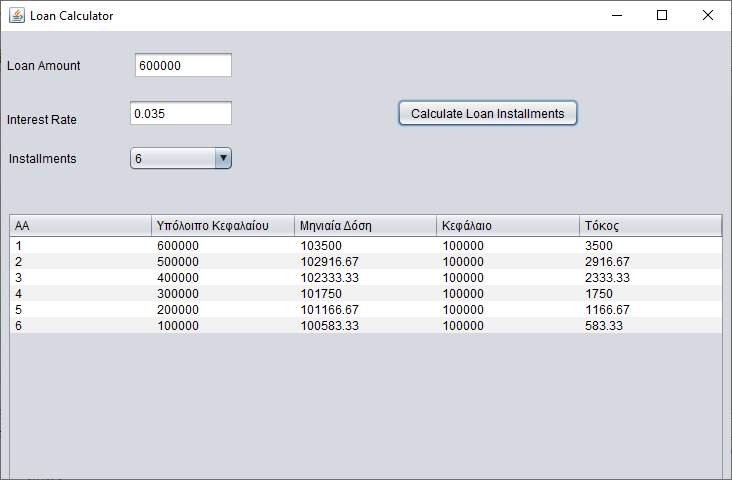 Loan Calculator
Loan Amount 600000
Interest Rate 0.035 Calculate Loan Installments
Installments 6
AA Υπόλοιπο Κεφαλαίου Μηνιαία Δόση Κεφάλαιο Τόκος
1 600000 103500 100000 3500
2 500000 102916.67 100000 2916.67
3 400000 102333.33 100000 2333.33
4 300000 101750 100000 1750
5 200000 101166.67 100000 1166.67
6 100000 100583.33 100000 583.33